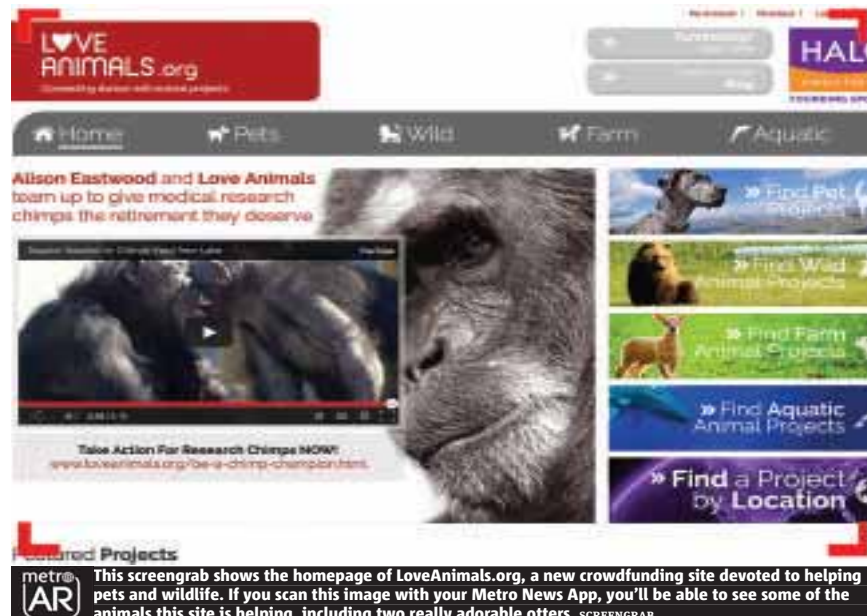 L♥VE
ANIMALS.org
HALO
Home Pets Wild Farm Aquatic
Alison Eastwood and Love Animals
team up to give medical research
chimps the retirement they deserve
» Find Pet
Projects
» Find Wild
Animal Projects
» Find Farm
Animal Projects
» Find Aquatic
Animal Projects
» Find a Project
by Location
Take Action For Research Chimps NOW!
www.loveanimals.org/be-a-chimp-champion.html
Projects
metro
AR
This screengrab shows the homepage of LoveAnimals.org, a new crowdfunding site devoted to helping
pets and wildlife. If you scan this image with your Metro News App, you'll be able to see some of the
animals this site is helping, including two really adorable otters. SCREENGRAB